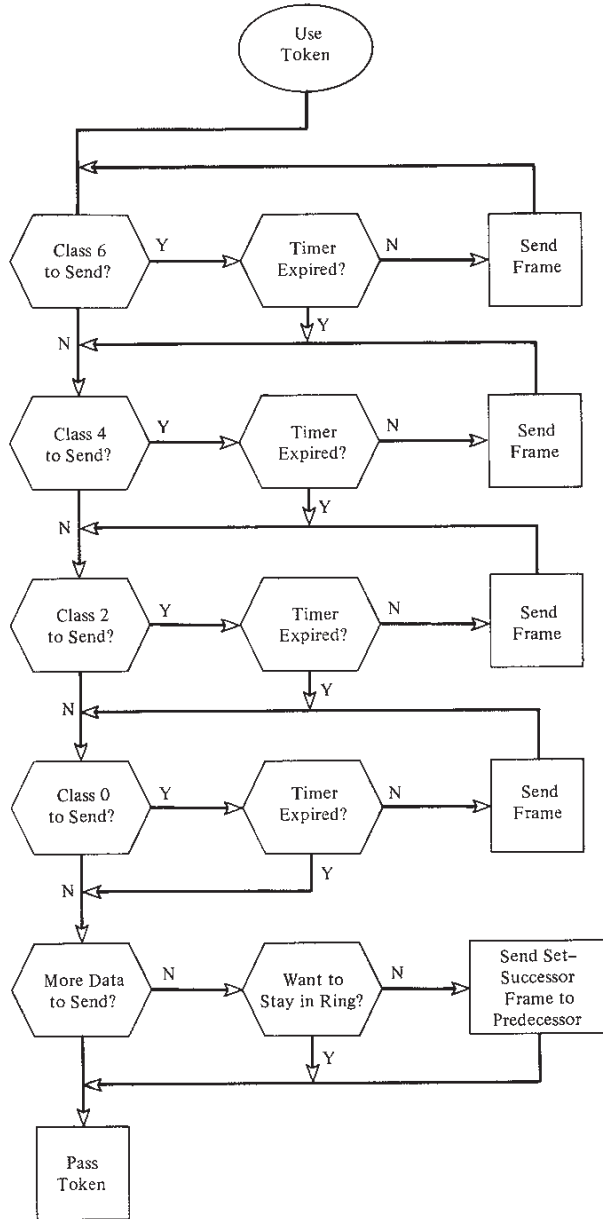 Use
Token
Class 6
to Send?
Y
Timer
Expired?
N
Send
Frame
N
Y
Class 4
to Send?
Y
Timer
Expired?
N
Send
Frame
N
Y
Class 2
to Send?
Y
Timer
Expired?
N
Send
Frame
N
Y
Class 0
to Send?
Y
Timer
Expired?
N
Send
Frame
N
Y
More Data
to Send?
N
Want to
Stay in Ring?
N
Send Set–
Successor
Frame to
Predecessor
Y
Pass
Token